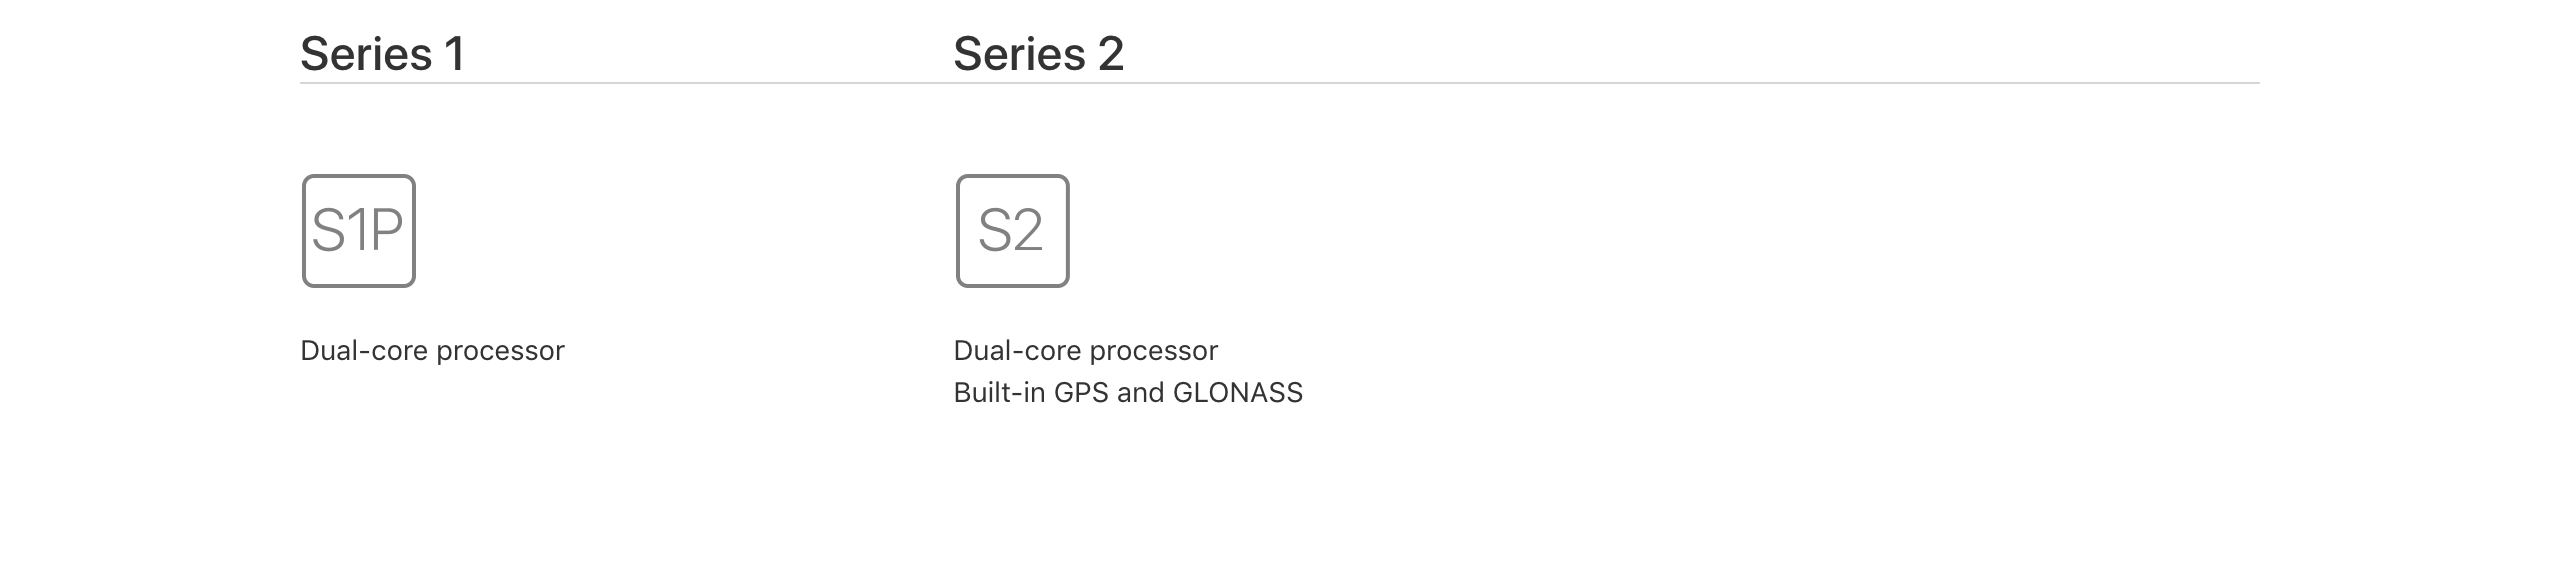 Series 1
Series 2
S1P
S2
Dual-core processor
Dual-core processor
Built-in GPS and GLONASS